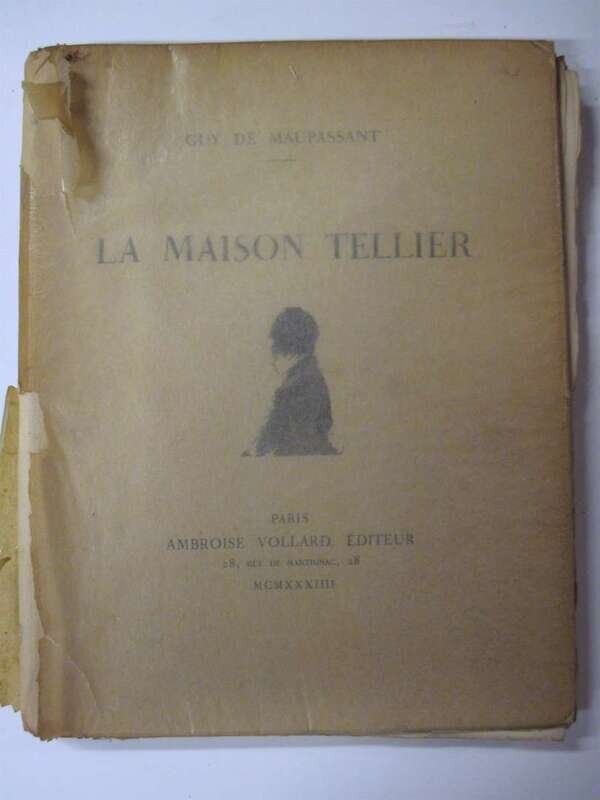 GUY DE MAUPASSANT
LA MAISON TELLIER
PARIS
AMBROISE VOLLARD, ÉDITEUR
28, RUE DE MARTIGNAC, 28
MCMXXXIIII